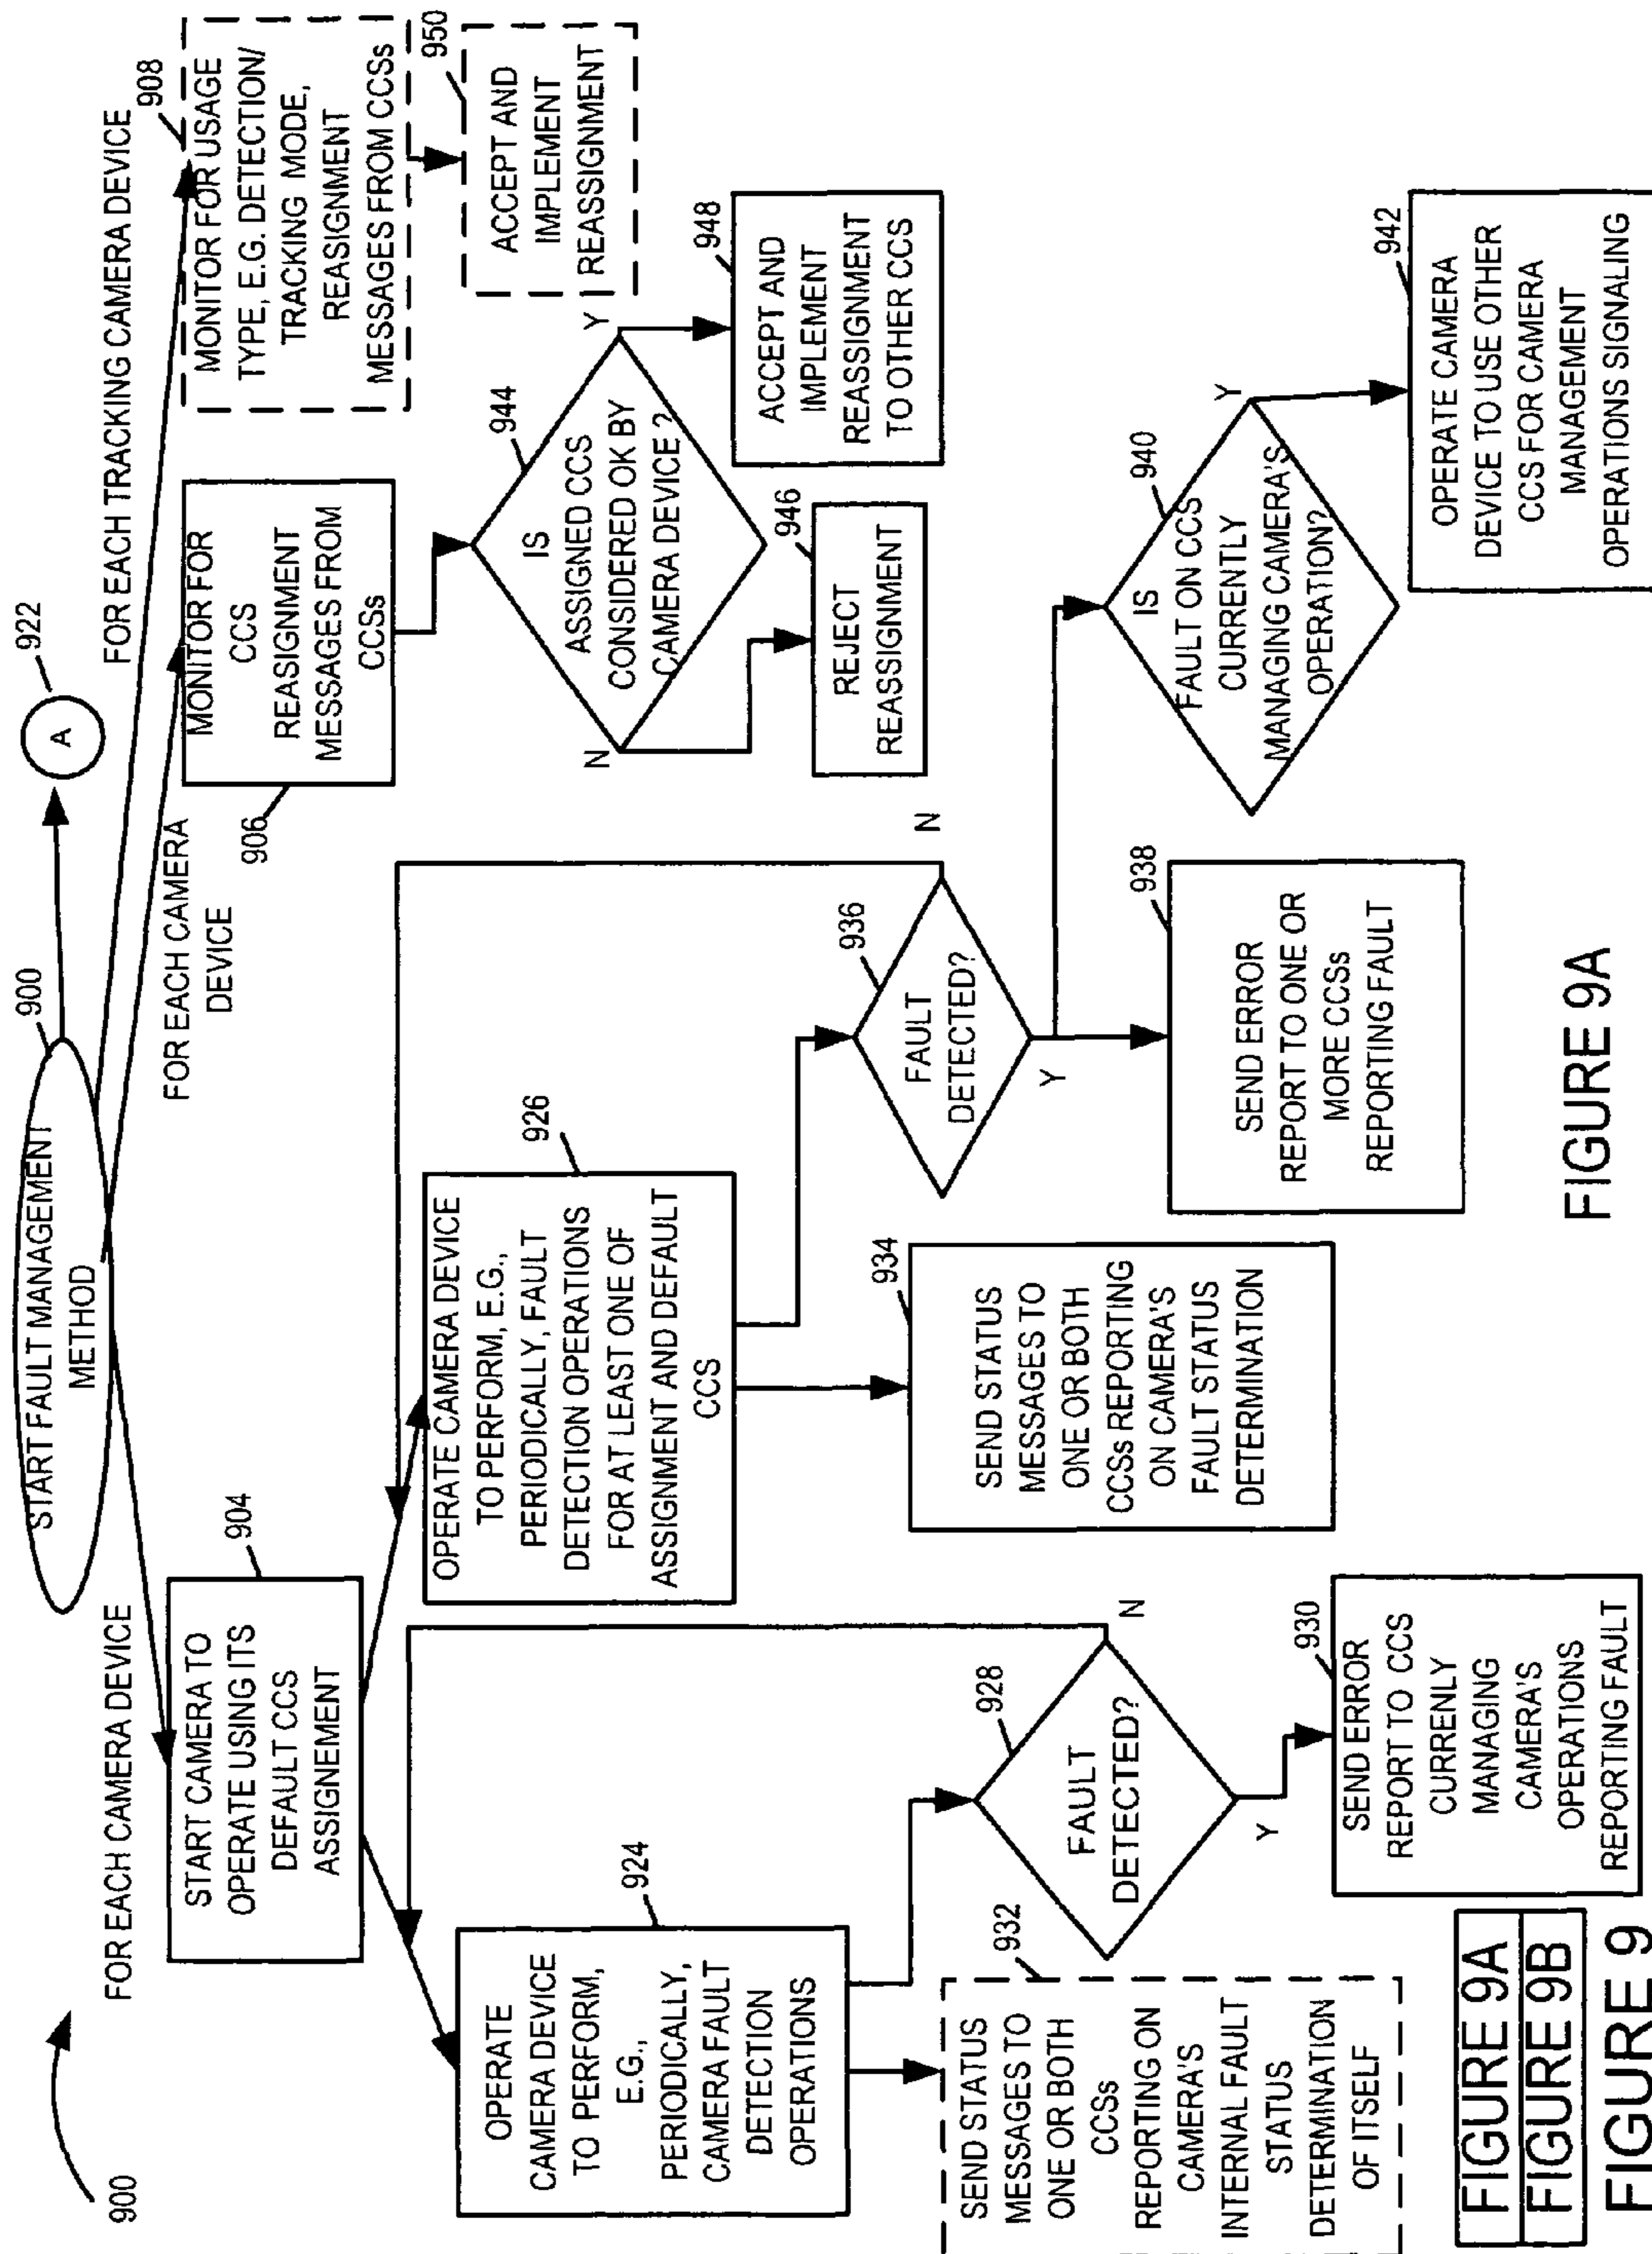 900
START FAULT MANAGEMENT
METHOD
900
A
922
FOR EACH CAMERA DEVICE
FOR EACH CAMERA
DEVICE
FOR EACH TRACKING CAMERA DEVICE
904
START CAMERA TO
OPERATE USING ITS
DEFAULT CCS
ASSIGNMENT
906
MONITOR FOR
CCS
REASIGNMENT
MESSAGES FROM
CCSs
908
MONITOR FOR USAGE
TYPE, E.G. DETECTION/
TRACKING MODE,
REASIGNMENT
MESSAGES FROM CCSs
924
OPERATE
CAMERA DEVICE
TO PERFORM,
E.G.,
PERIODICALLY,
CAMERA FAULT
DETECTION
OPERATIONS
926
OPERATE CAMERA DEVICE
TO PERFORM, E.G.,
PERIODICALLY, FAULT
DETECTION OPERATIONS
FOR AT LEAST ONE OF
ASSIGNMENT AND DEFAULT
CCS
944
IS
ASSIGNED CCS
CONSIDERED OK BY
CAMERA DEVICE ?
N
Y
950
ACCEPT AND
IMPLEMENT
REASSIGNMENT
946
REJECT
REASSIGNMENT
948
ACCEPT AND
IMPLEMENT
REASSIGNMENT
TO OTHER CCS
932
SEND STATUS
MESSAGES TO
ONE OR BOTH
CCSs
REPORTING ON
CAMERA'S
INTERNAL FAULT
STATUS
DETERMINATION
OF ITSELF
928
FAULT
DETECTED?
N
Y
934
SEND STATUS
MESSAGES TO
ONE OR BOTH
CCSs REPORTING
ON CAMERA'S
FAULT STATUS
DETERMINATION
936
FAULT
DETECTED?
N
Y
930
SEND ERROR
REPORT TO CCS
CURRENLY
MANAGING
CAMERA'S
OPERATIONS
REPORTING FAULT
938
SEND ERROR
REPORT TO ONE OR
MORE CCSs
REPORTING FAULT
940
IS
FAULT ON CCS
CURRENTLY
MANAGING CAMERA'S
OPERATION?
Y
942
OPERATE CAMERA
DEVICE TO USE OTHER
CCS FOR CAMERA
MANAGEMENT
OPERATIONS SIGNALING
FIGURE 9A
FIGURE 9B
FIGURE 9
FIGURE 9A